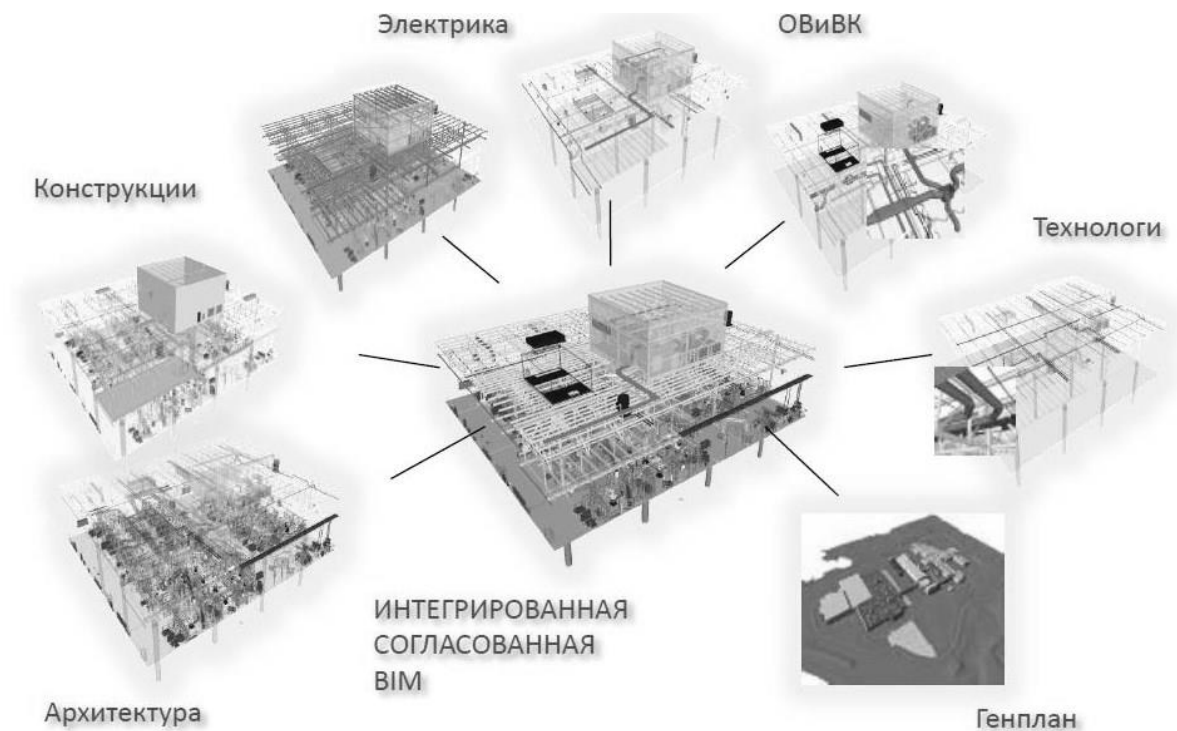 Электрика
ОВиВК
Конструкции
Технологи
ИНТЕГРИРОВАННАЯ
СОГЛАСОВАННАЯ
BIM
Архитектура
Генплан